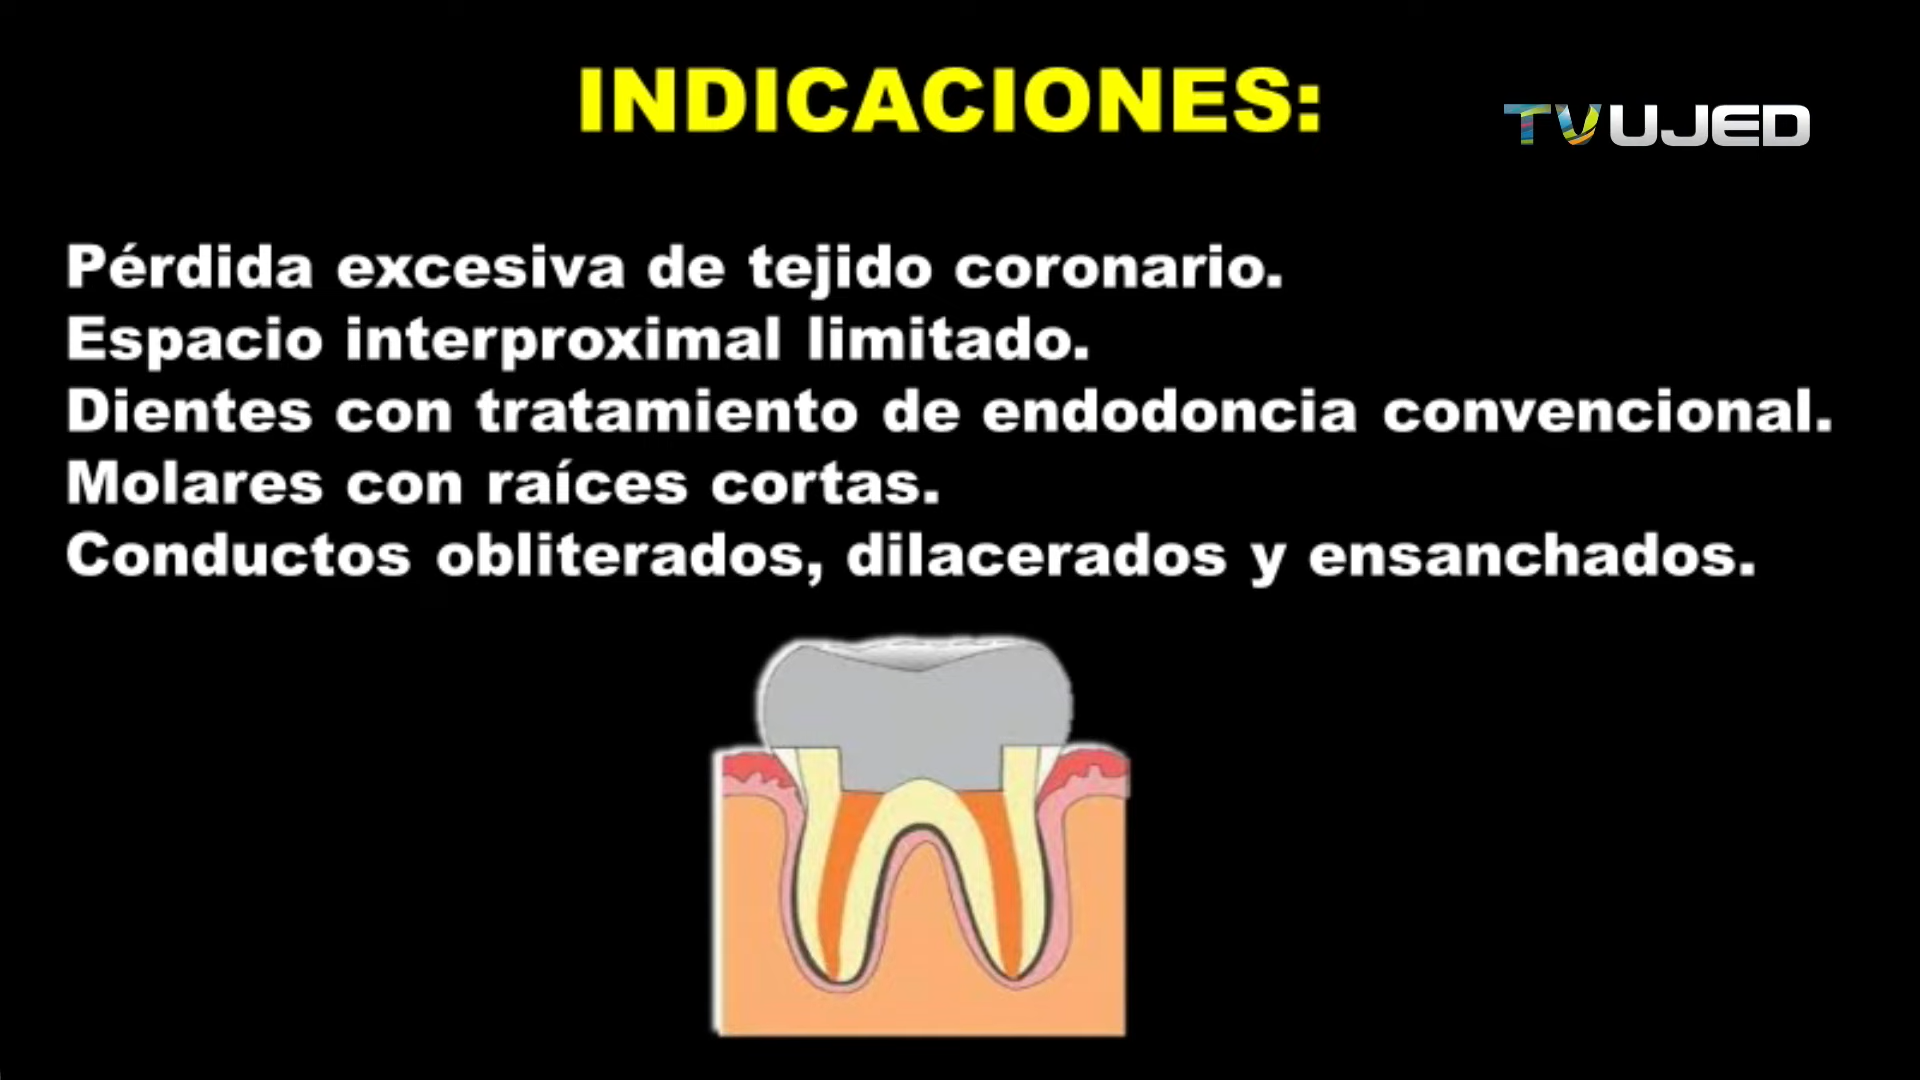 INDICACIONES:
TVUJED
Pérdida excesiva de tejido coronario.
Espacio interproximal limitado.
Dientes con tratamiento de endodoncia convencional.
Molares con raíces cortas.
Conductos obliterados, dilacerados y ensanchados.